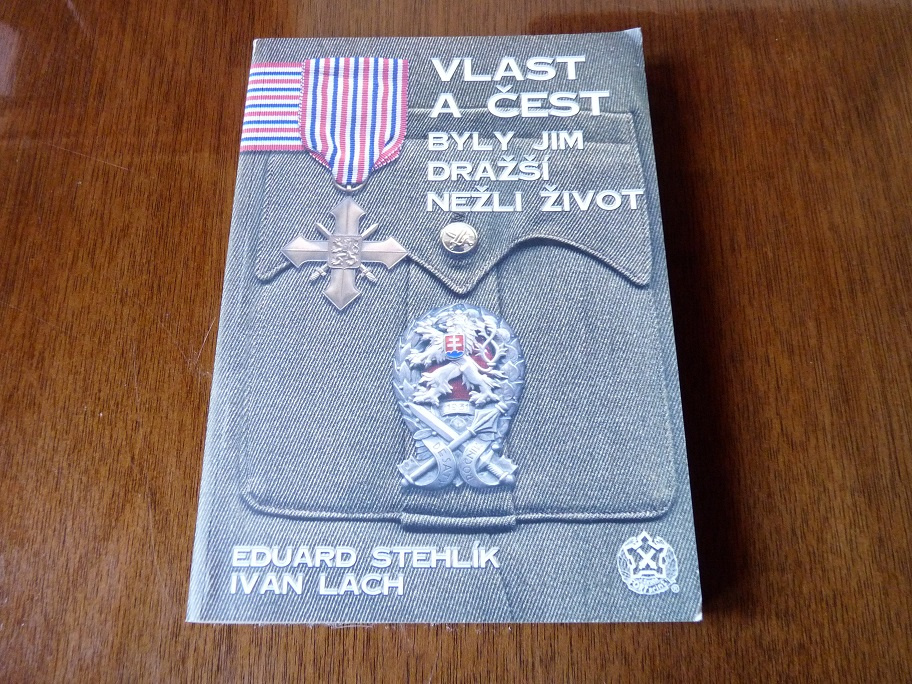 VLAST
A ČEST
BYLY JIM
DRAŽŠÍ
NEŽLI ŽIVOT
EDUARD STEHLÍK
IVAN LACH